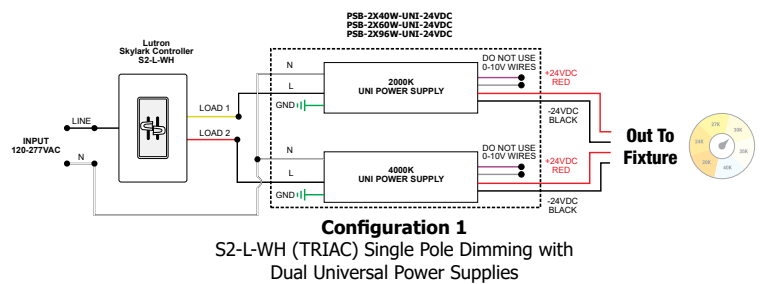 PSB-2X40W-UNI-24VDC
PSB-2X60W-UNI-24VDC
PSB-2X96W-UNI-24VDC
Lutron
Skylark Controller
S2-L-WH
LINE
INPUT
120-277VAC
N
LOAD 1
LOAD 2
N
L
GND
2000K
UNI POWER SUPPLY
DO NOT USE
0-10V WIRES
+24VDC
RED
-24VDC
BLACK
N
L
GND
4000K
UNI POWER SUPPLY
DO NOT USE
0-10V WIRES
+24VDC
RED
-24VDC
BLACK
Out To
Fixture
27K
30K
24K
35K
20K
40K
Configuration 1
S2-L-WH (TRIAC) Single Pole Dimming with
Dual Universal Power Supplies